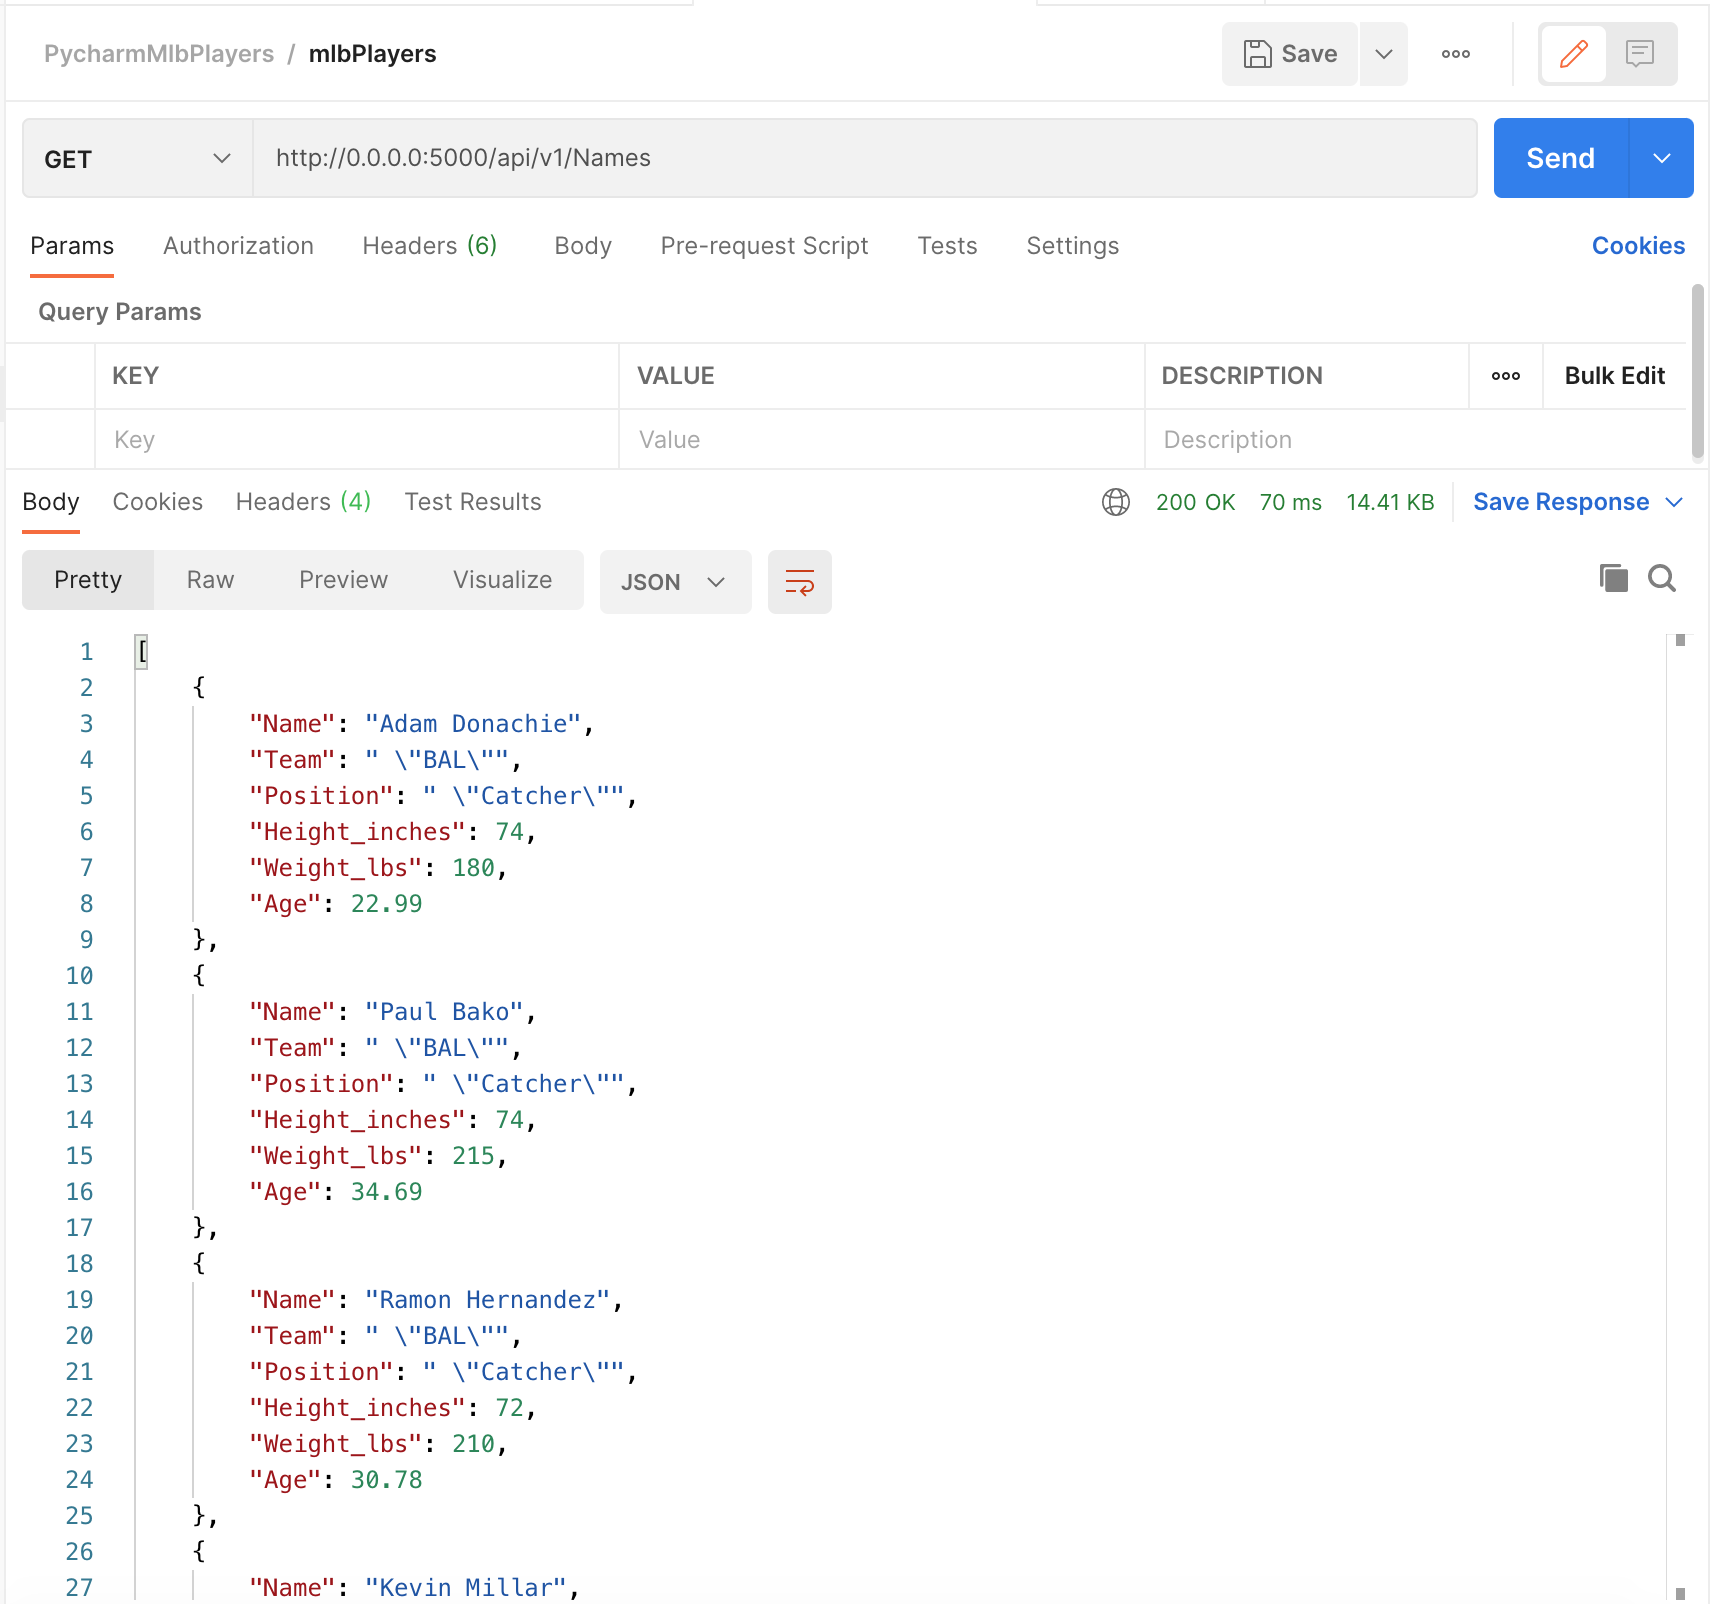 PycharmMlbPlayers / mlbPlayers Save
GET http://0.0.0.0:5000/api/v1/Names Send
Params Authorization Headers (6) Body Pre-request Script Tests Settings Cookies
Query Params
KEY VALUE DESCRIPTION Bulk Edit
Key Value Description
Body Cookies Headers (4) Test Results 200 OK 70 ms 14.41 KB Save Response
Pretty Raw Preview Visualize JSON
1 [
2 {
3 "Name": "Adam Donachie",
4 "Team": " \"BAL\"",
5 "Position": " \"Catcher\"",
6 "Height_inches": 74,
7 "Weight_lbs": 180,
8 "Age": 22.99
9 },
10 {
11 "Name": "Paul Bako",
12 "Team": " \"BAL\"",
13 "Position": " \"Catcher\"",
14 "Height_inches": 74,
15 "Weight_lbs": 215,
16 "Age": 34.69
17 },
18 {
19 "Name": "Ramon Hernandez",
20 "Team": " \"BAL\"",
21 "Position": " \"Catcher\"",
22 "Height_inches": 72,
23 "Weight_lbs": 210,
24 "Age": 30.78
25 },
26 {
27 "Name": "Kevin Millar",